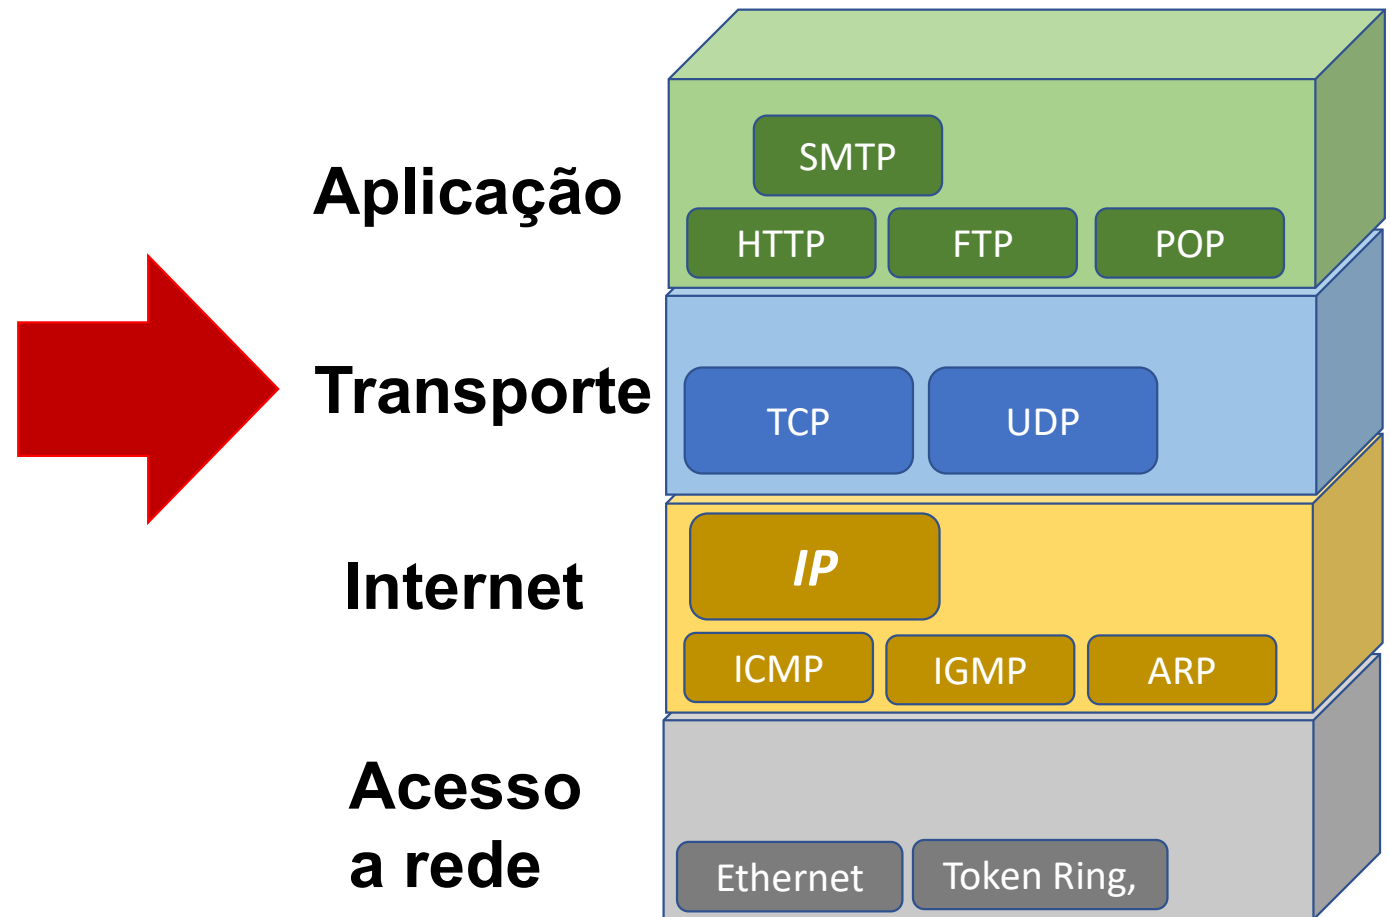 Aplicação
SMTP
HTTP
FTP
POP
Transporte
TCP
UDP
Internet
IP
ICMP
IGMP
ARP
Acesso
a rede
Ethernet
Token Ring,